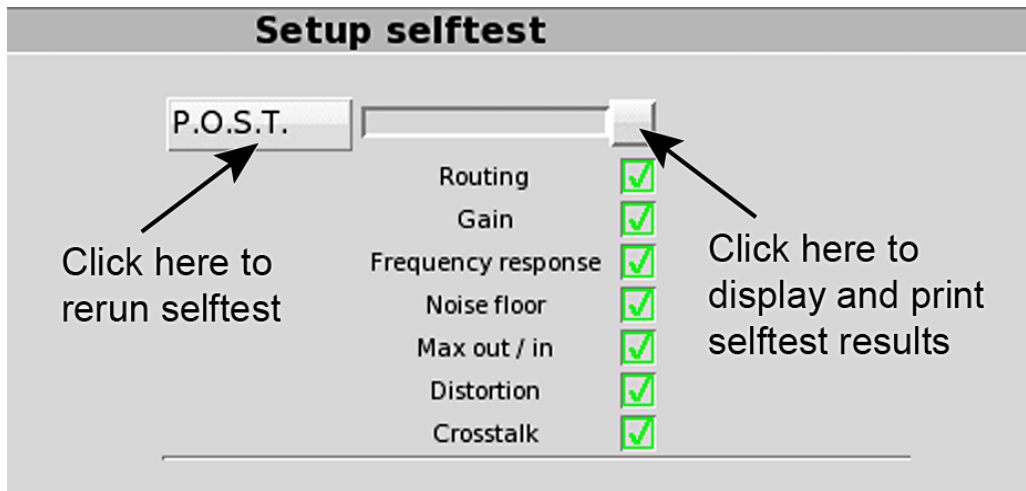 Setup selftest
P.O.S.T.
Routing
Gain
Frequency response
Noise floor
Max out / in
Distortion
Crosstalk
Click here to
rerun selftest
Click here to
display and print
selftest results